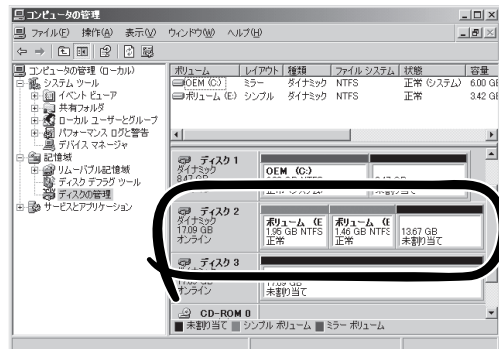 コンピュータの管理
ファイル(F) 操作(A) 表示(V) ウィンドウ(W) ヘルプ(H)
コンピュータの管理 (ローカル)
システム ツール
イベント ビューア
共有フォルダ
ローカル ユーザーとグループ
パフォーマンス ログと警告
デバイス マネージャ
記憶域
リムーバブル記憶域
ディスク デフラグ ツール
ディスクの管理
サービスとアプリケーション
ボリューム レイアウト 種類 ファイル システム 状態 容量
OEM (C:) ミラー ダイナミック NTFS 正常 (システム) 6.00 GB
ボリューム (E:) シンプル ダイナミック NTFS 正常 3.42 GB
ディスク 1
ダイナミック
8.47 GB
OEM (C:)
ディスク 2
ダイナミック
17.09 GB
オンライン
ボリューム (E
1.95 GB NTFS
正常
ボリューム (E
1.46 GB NTFS
正常
13.67 GB
未割り当て
ディスク 3
17.09 GB
オンライン
17.09 GB
未割り当て
CD-ROM 0
未割り当て シンプル ボリューム ミラー ボリューム